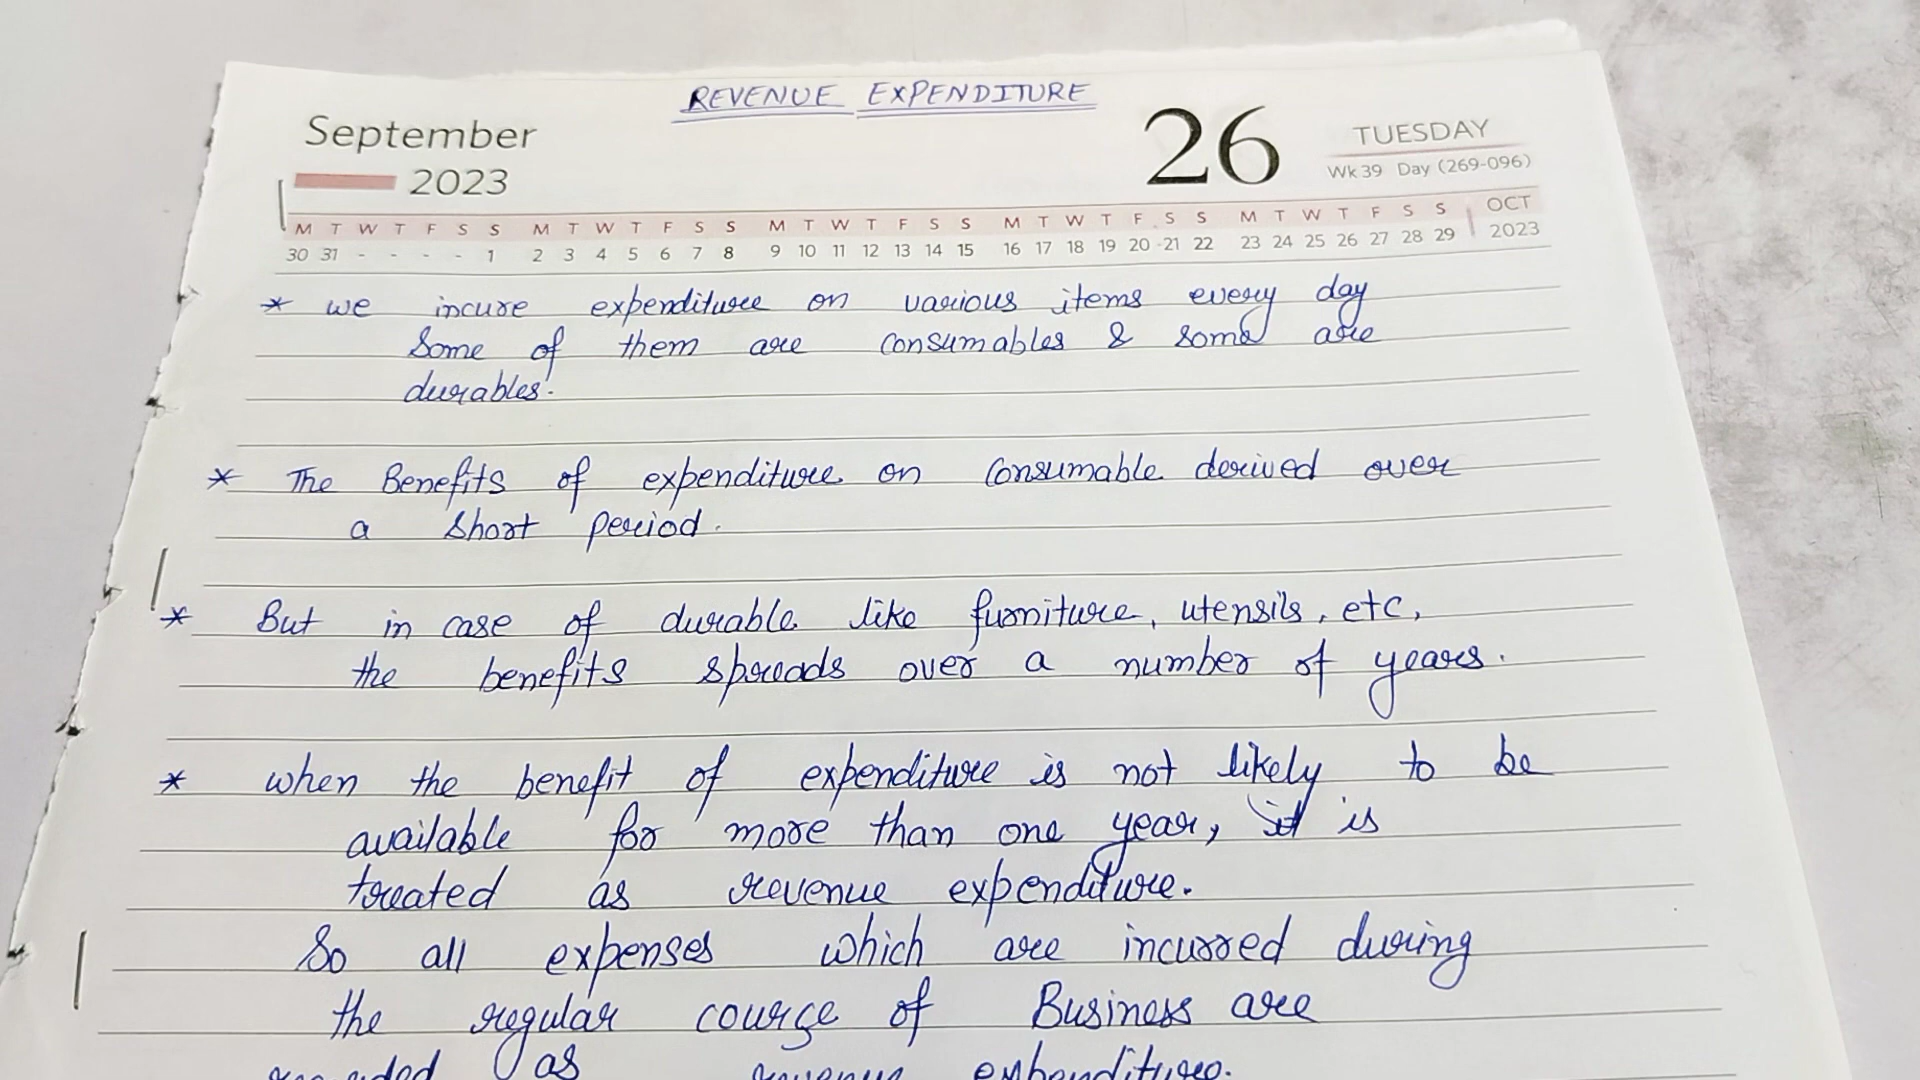 REVENUE EXPENDITURE
September
2023
26
TUESDAY
Wk 39 Day (269-096)
M T W T F S S M T W T F S S M T W T F S S M T W T F S S M T W T F S S OCT
30 31 - - - - 1 2 3 4 5 6 7 8 9 10 11 12 13 14 15 16 17 18 19 20 21 22 23 24 25 26 27 28 29 2023
* we incure expenditure on various items every day
Some of them are consumables & some are
durables.
* The Benefits of expenditure on Consumable derived over
a short period.
* But in case of durable like furniture, utensils, etc,
the benefits spreads over a number of years.
* when the benefit of expenditure is not likely to be
available for more than one year, it is
treated as revenue expenditure.
So all expenses which are incurred during
the regular cource of Business are
as revenue expenditure.